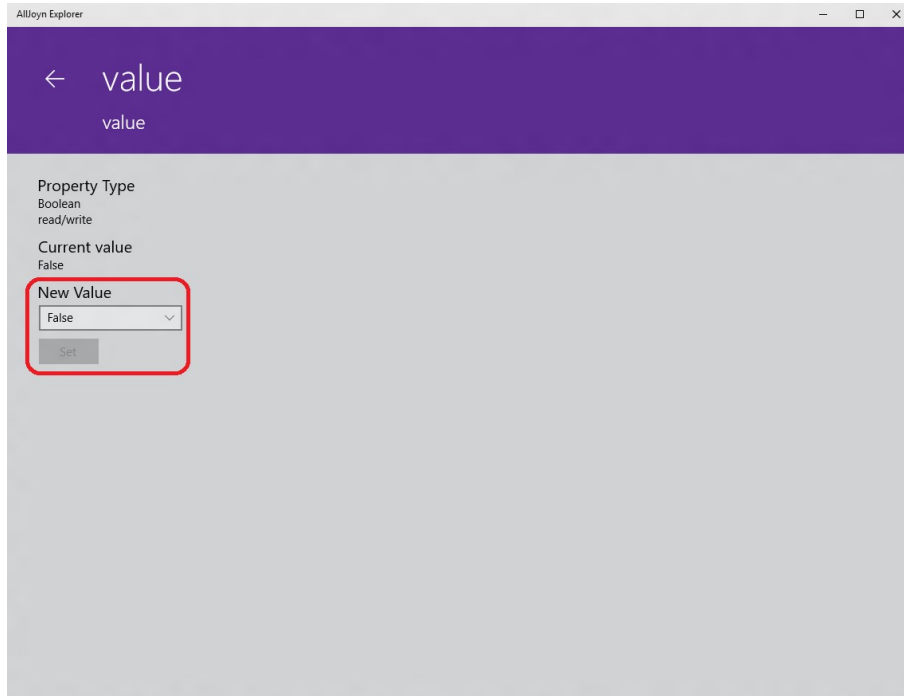 AllJoyn Explorer
value
value
Property Type
Boolean
read/write
Current value
False
New Value
False
Set